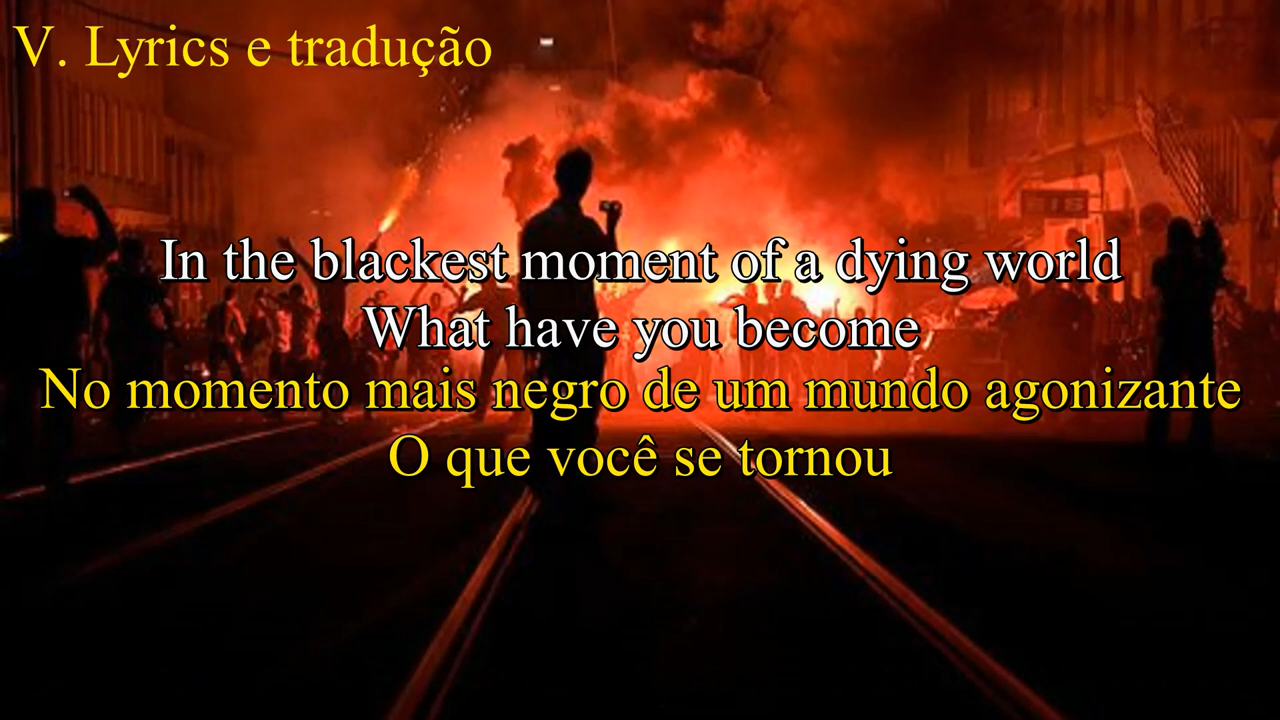 V. Lyrics e tradução
In the blackest moment of a dying world
What have you become
No momento mais negro de um mundo agonizante
O que você se tornou